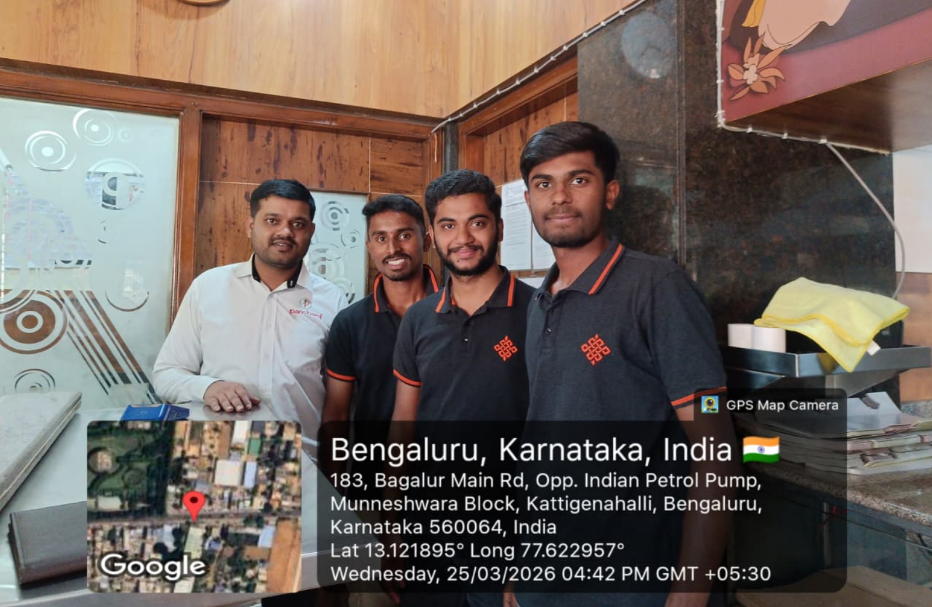 GPS Map Camera
Bengaluru, Karnataka, India
183, Bagalur Main Rd, Opp. Indian Petrol Pump,
Munneshwara Block, Kattigenahalli, Bengaluru,
Karnataka 560064, India
Lat 13.121895° Long 77.622957°
Wednesday, 25/03/2026 04:42 PM GMT +05:30
Google